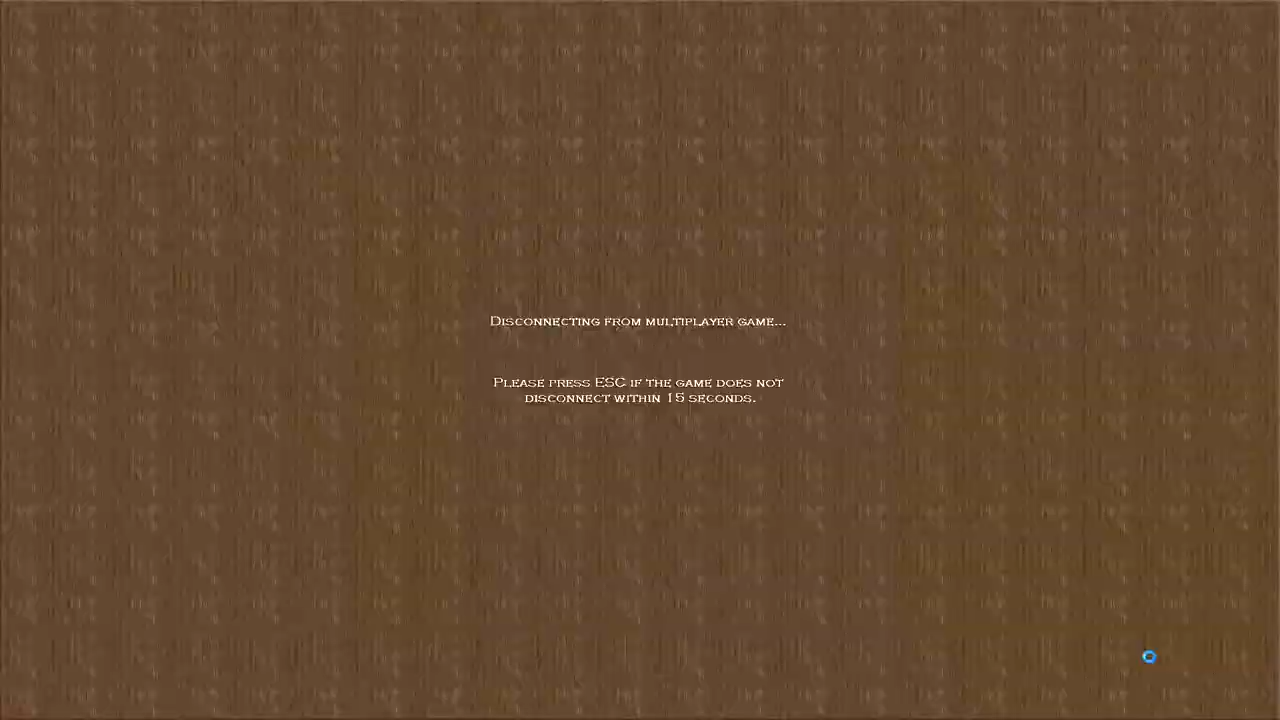 Disconnecting from multiplayer game...
Please press ESC if the game does not
disconnect within 15 seconds.